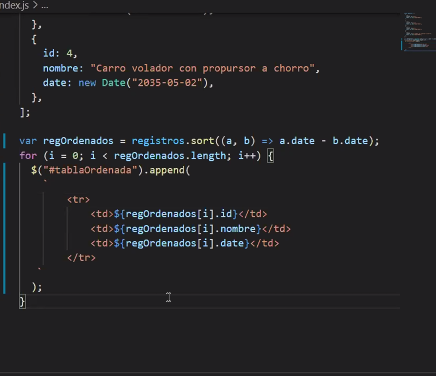 index.js > ...
},
{
id: 4,
nombre: "Carro volador con propursor a chorro",
date: new Date("2035-05-02"),
},
];
var regOrdenados = registros.sort((a, b) => a.date - b.date);
for (i = 0; i < regOrdenados.length; i++) {
$("#tablaOrdenada").append(
`
<tr>
<td>${regOrdenados[i].id}</td>
<td>${regOrdenados[i].nombre}</td>
<td>${regOrdenados[i].date}</td>
</tr>
`
);
}